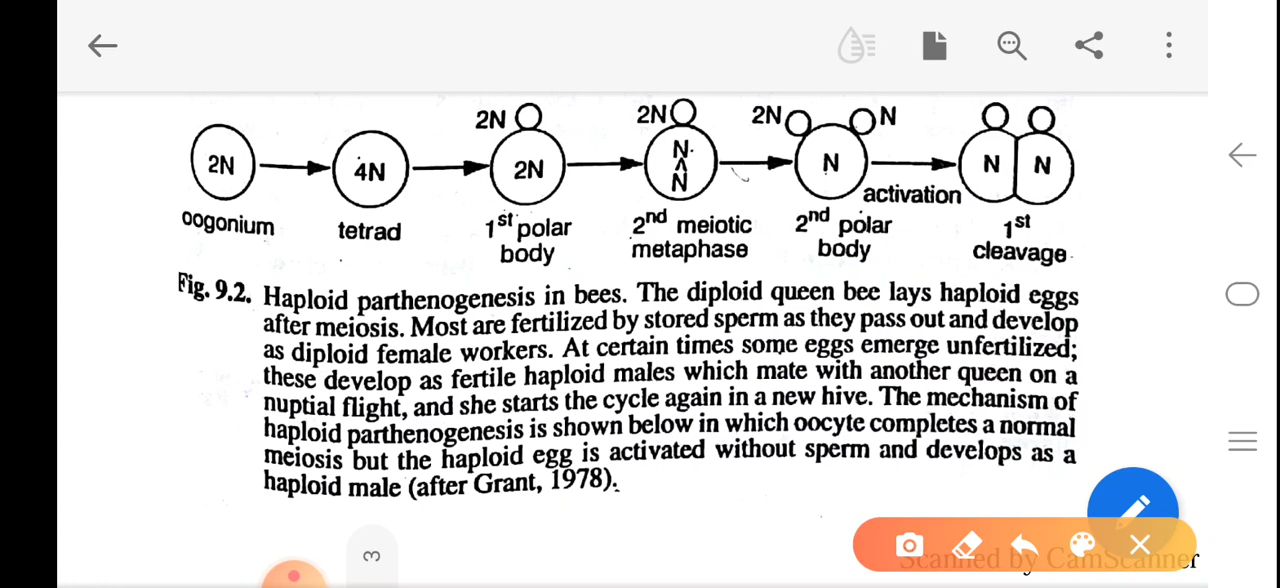 2N 2N 2N N
2N 4N 2N N N N N N
activation
oogonium tetrad 1st polar 2nd meiotic 2nd polar 1st
body metaphase body cleavage
Fig. 9.2. Haploid parthenogenesis in bees. The diploid queen bee lays haploid eggs
after meiosis. Most are fertilized by stored sperm as they pass out and develop
as diploid female workers. At certain times some eggs emerge unfertilized;
these develop as fertile haploid males which mate with another queen on a
nuptial flight, and she starts the cycle again in a new hive. The mechanism of
haploid parthenogenesis is shown below in which oocyte completes a normal
meiosis but the haploid egg is activated without sperm and develops as a
haploid male (after Grant, 1978).
3
Scanned by CamScanner